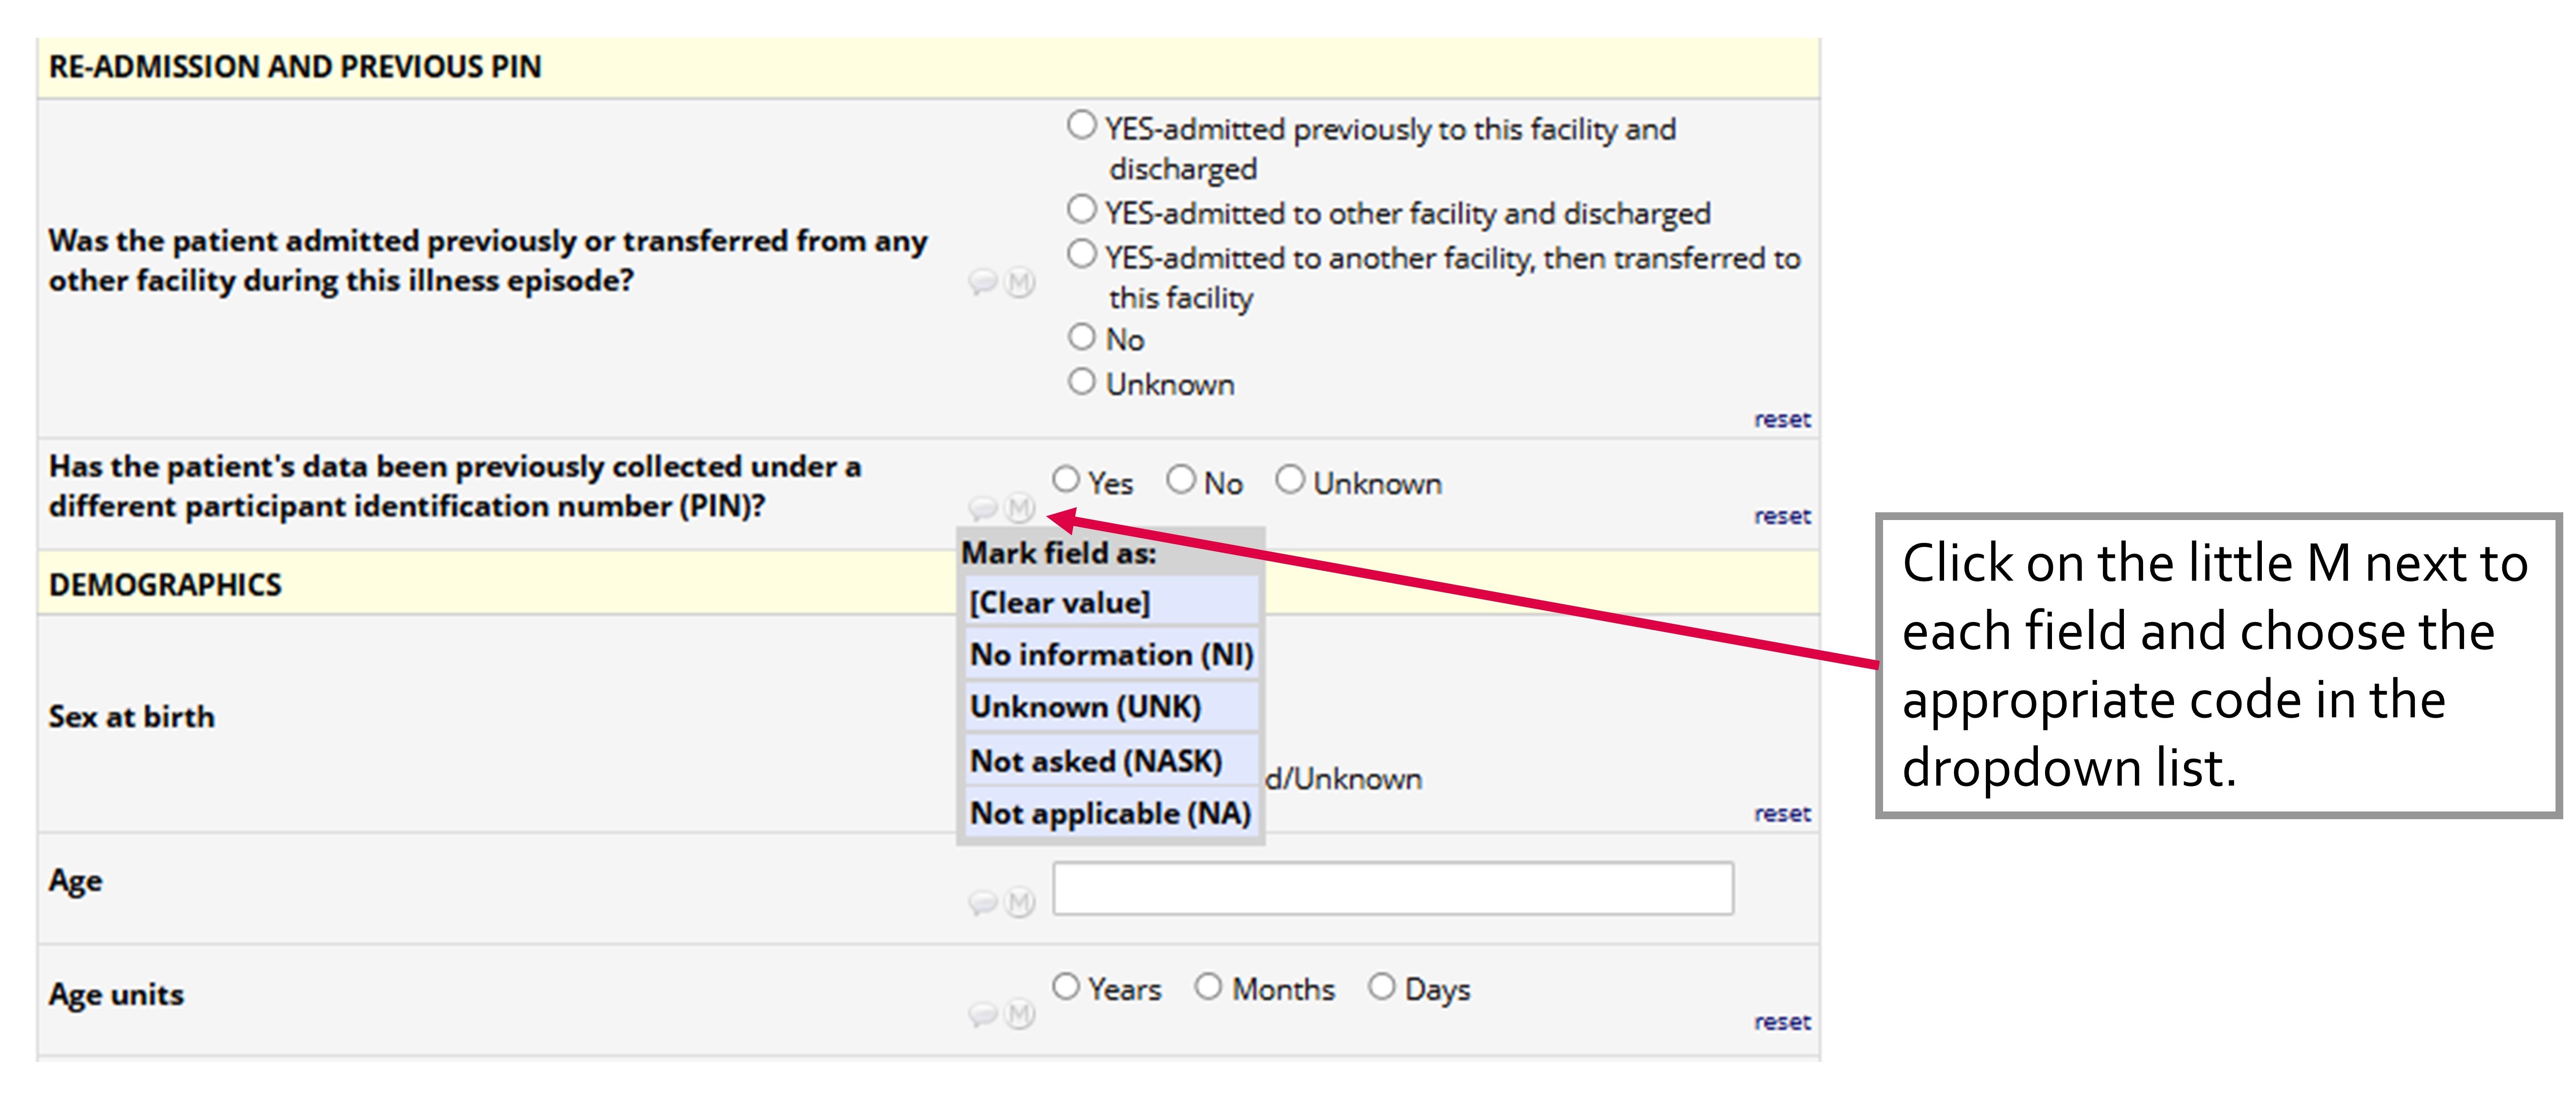 RE-ADMISSION AND PREVIOUS PIN
Was the patient admitted previously or transferred from any
other facility during this illness episode?
M
YES-admitted previously to this facility and
discharged
YES-admitted to other facility and discharged
YES-admitted to another facility, then transferred to
this facility
No
Unknown
reset
Has the patient's data been previously collected under a
different participant identification number (PIN)?
M
Yes No Unknown
reset
Mark field as:
[Clear value]
No information (NI)
Unknown (UNK)
Not asked (NASK)
Not applicable (NA)
DEMOGRAPHICS
Sex at birth
d/Unknown
reset
Age
M
Age units
M
Years Months Days
reset
Click on the little M next to
each field and choose the
appropriate code in the
dropdown list.